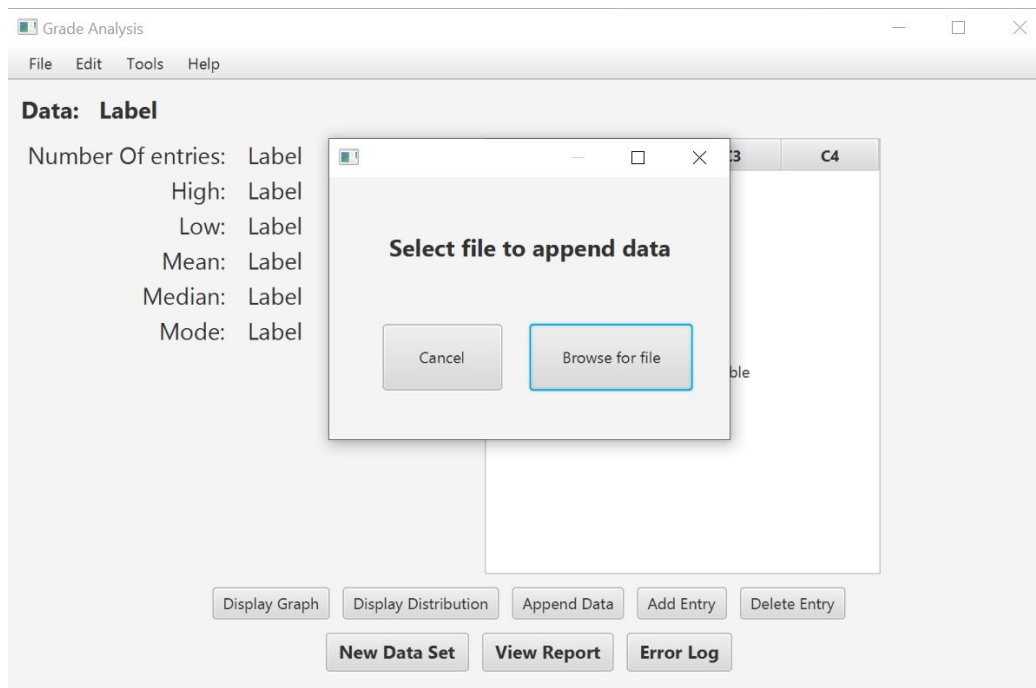 Grade Analysis
File Edit Tools Help
Data: Label
Number Of entries: Label
High: Label
Low: Label
Mean: Label
Median: Label
Mode: Label
C4
Select file to append data
Cancel Browse for file
Display Graph Display Distribution Append Data Add Entry Delete Entry
New Data Set View Report Error Log